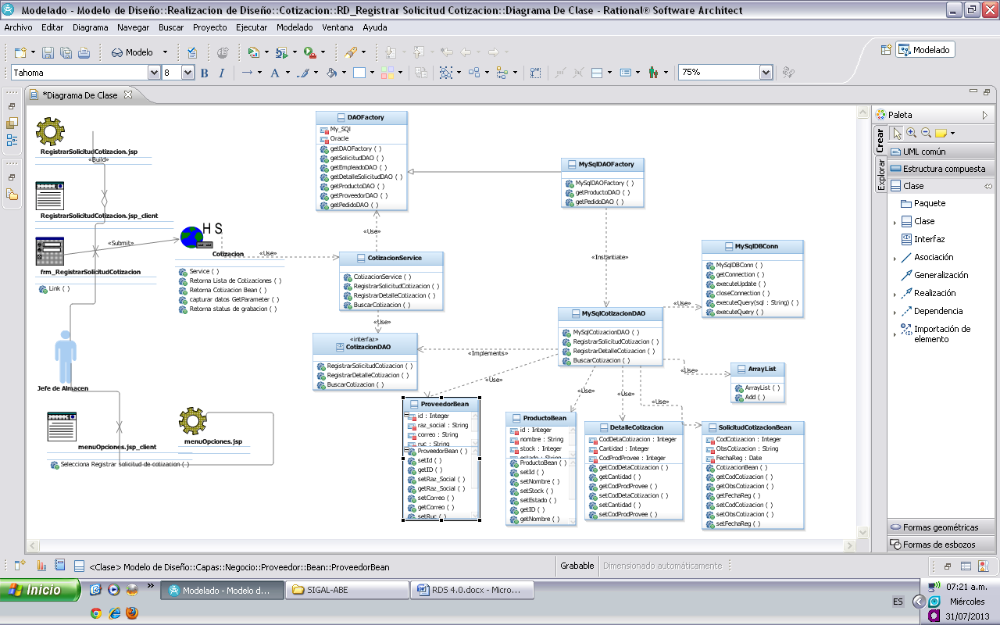 Modelado - Modelo de Diseño::Realizacion de Diseño::Cotizacion::RD_Registrar Solicitud Cotizacion::Diagrama De Clase - Rational® Software Architect
Archivo Editar Diagrama Navegar Buscar Proyecto Ejecutar Modelado Ventana Ayuda
Modelo
Modelado
Tahoma 8 B I A 75%
*Diagrama De Clase
RegistrarSolicitudCotizacion.jsp
«Build»
RegistrarSolicitudCotizacion.jsp_client
«Submit»
frm_RegistrarSolicitudCotizacion
Link ( )
Jefe de Almacen
menuOpciones.jsp_client
Selecciona Registrar solicitud de cotizacion ( )
menuOpciones.jsp
H S
Cotizacion
«Use»
Service ( )
Retorna Lista de Cotizaciones ( )
Retorna Cotizacion Bean ( )
capturar datos GetParameter ( )
Retorna status de grabacion ( )
DAOFactory
My_SQl
Oracle
getDAOFactory ( )
getSolicitudDAO ( )
getEmpleadoDAO ( )
getDetalleSolicitudDAO ( )
getProductoDAO ( )
getProveedorDAO ( )
getPedidoDAO ( )
«Use»
CotizacionService
CotizacionService ( )
RegistrarSolicitudCotizacion ( )
RegistrarDetalleCotizacion ( )
BuscarCotizacion ( )
«Use»
«interfaz»
CotizacionDAO
RegistrarSolicitudCotizacion ( )
RegistrarDetalleCotizacion ( )
BuscarCotizacion ( )
MySqlDAOFactory
MySqlDAOFactory ( )
getProductoDAO ( )
getPedidoDAO ( )
«Instantiate»
MySqlCotizacionDAO
MySqlCotizacionDAO ( )
RegistrarSolicitudCotizacion ( )
RegistrarDetalleCotizacion ( )
BuscarCotizacion ( )
«Implements»
«Use»
«Use»
«Use»
«Use»
«Use»
«Use»
MySqlDBConn
MySqlDBConn ( )
getConnection ( )
executeUpdate ( )
closeConnection ( )
executeQuery(sql : String) ( )
executeQuery ( )
ArrayList
ArrayList ( )
Add ( )
ProveedorBean
id : Integer
raz_social : String
correo : String
ruc : String
ProveedorBean ( )
setId ( )
getID ( )
setRaz_Social ( )
getRaz_Social ( )
setCorreo ( )
getCorreo ( )
setRuc ( )
ProductoBean
id : Integer
nombre : String
stock : Integer
estado : String
ProductoBean ( )
setId ( )
setNombre ( )
setStock ( )
setEstado ( )
getID ( )
getNombre ( )
DetalleCotizacion
CodDetaCotizacion : Integer
Cantidad : Integer
CodProdProvee : Integer
getCodDetaCotizacion ( )
getCantidad ( )
getCodProdProvee ( )
setCodDetaCotizacion ( )
setCantidad ( )
setCodProdProvee ( )
SolicitudCotizacionBean
CodCotizacion : Integer
ObsCotizacion : String
FechaReg : Date
CotizacionBean ( )
getCodCotizacion ( )
getObsCotizacion ( )
getFechaReg ( )
setCodCotizacion ( )
setObsCotizacion ( )
setFechaReg ( )
Paleta
Crear
Explorar
UML común
Estructura compuesta
Clase
Paquete
Clase
Interfaz
Asociación
Generalización
Realización
Dependencia
Importación de
elemento
Formas geométricas
Formas de esbozos
<Clase> Modelo de Diseño::Capas::Negocio::Proveedor::Bean::ProveedorBean
Grabable
Dimensionado automáticamente
Inicio
Modelado - Modelo d...
SIGAL-ABE
RDS 4.0.docx - Micro...
ES
07:21 a.m.
Miércoles
31/07/2013